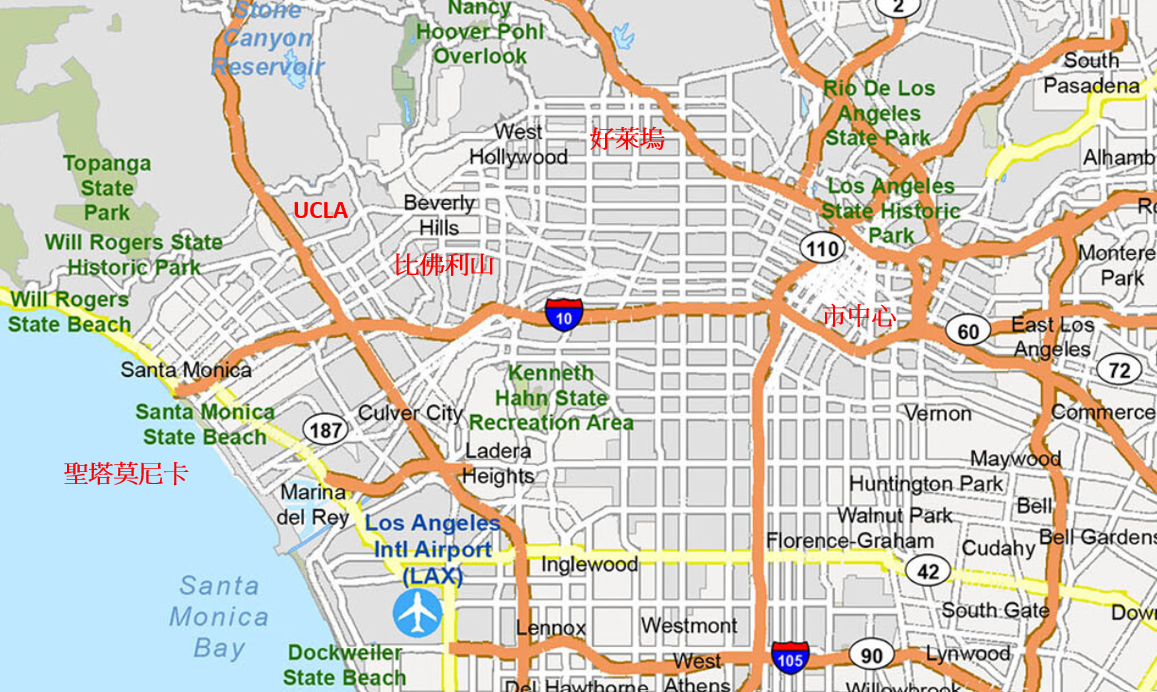 Stone
Canyon
Reservoir
Nancy
Hoover Pohl
Overlook
2
South
Pasadena
Rio De Los
Angeles
State Park
West
Hollywood
好萊塢
Alhamb
Topanga
State
Park
UCLA
Beverly
Hills
Los Angeles
State Historic
Park
Ro
Will Rogers State
Historic Park
比佛利山
110
Montere
Park
Will Rogers
State Beach
10
市中心
60
East Los
Angeles
72
Santa Monica
Kenneth
Hahn State
Recreation Area
Santa Monica
State Beach
187
Culver City
Vernon
Commerce
聖塔莫尼卡
Ladera
Heights
Maywood
Marina
del Rey
Huntington Park
Bell
Los Angeles
Intl Airport
(LAX)
Walnut Park
Florence-Graham
Cudahy
Bell Gardens
Inglewood
42
Santa
Monica
Bay
South Gate
Dow
Lennox
Westmont
Dockweiler
State Beach
West
Athens
105
90
Lynwood
Del
Hawthorne
Willowbrook